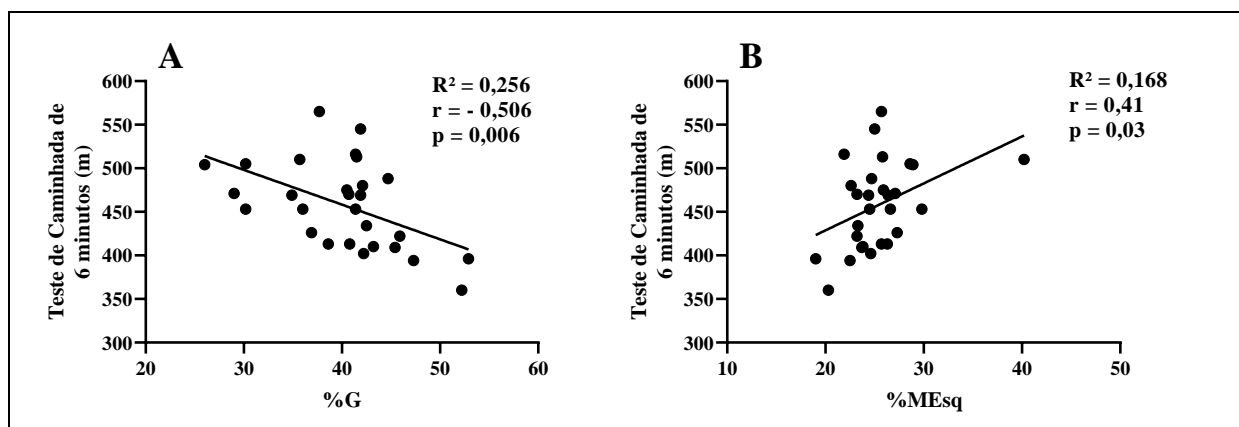 A
R² = 0,256
r = - 0,506
p = 0,006
Teste de Caminhada de
6 minutos (m)
600
550
500
450
400
350
300
20 30 40 50 60
%G
B
R² = 0,168
r = 0,41
p = 0,03
Teste de Caminhada de
6 minutos (m)
600
550
500
450
400
350
300
10 20 30 40 50
%MEsq